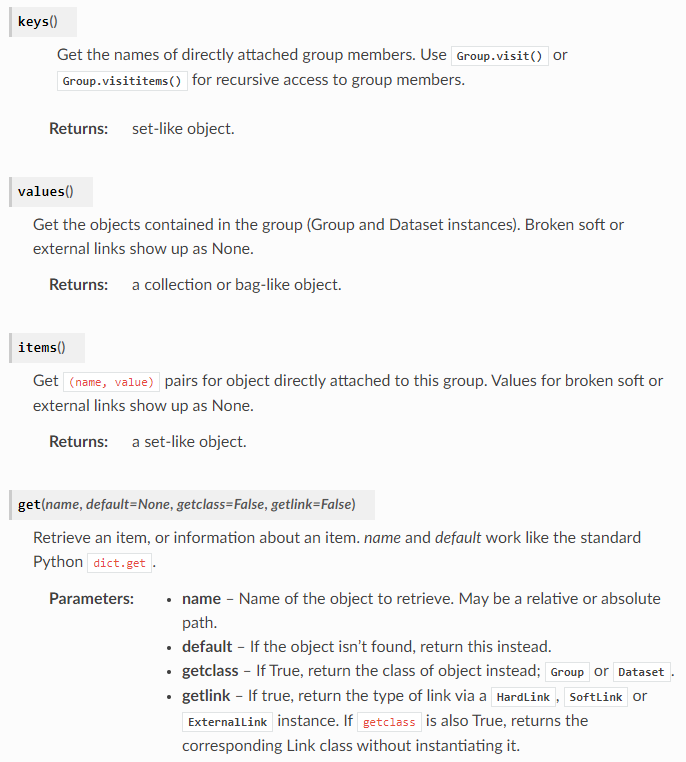 keys()
Get the names of directly attached group members. Use Group.visit() or
Group.visititems() for recursive access to group members.
Returns: set-like object.
values()
Get the objects contained in the group (Group and Dataset instances). Broken soft or
external links show up as None.
Returns: a collection or bag-like object.
items()
Get (name, value) pairs for object directly attached to this group. Values for broken soft or
external links show up as None.
Returns: a set-like object.
get(name, default=None, getclass=False, getlink=False)
Retrieve an item, or information about an item. name and default work like the standard
Python dict.get.
Parameters: • name – Name of the object to retrieve. May be a relative or absolute
path.
• default – If the object isn’t found, return this instead.
• getclass – If True, return the class of object instead; Group or Dataset.
• getlink – If true, return the type of link via a HardLink, SoftLink or
ExternalLink instance. If getclass is also True, returns the
corresponding Link class without instantiating it.